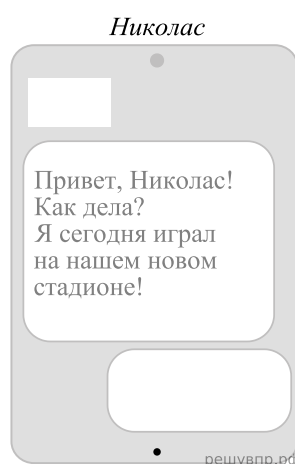 Николас
Привет, Николас!
Как дела?
Я сегодня играл
на нашем новом
стадионе!
решувпр.рф